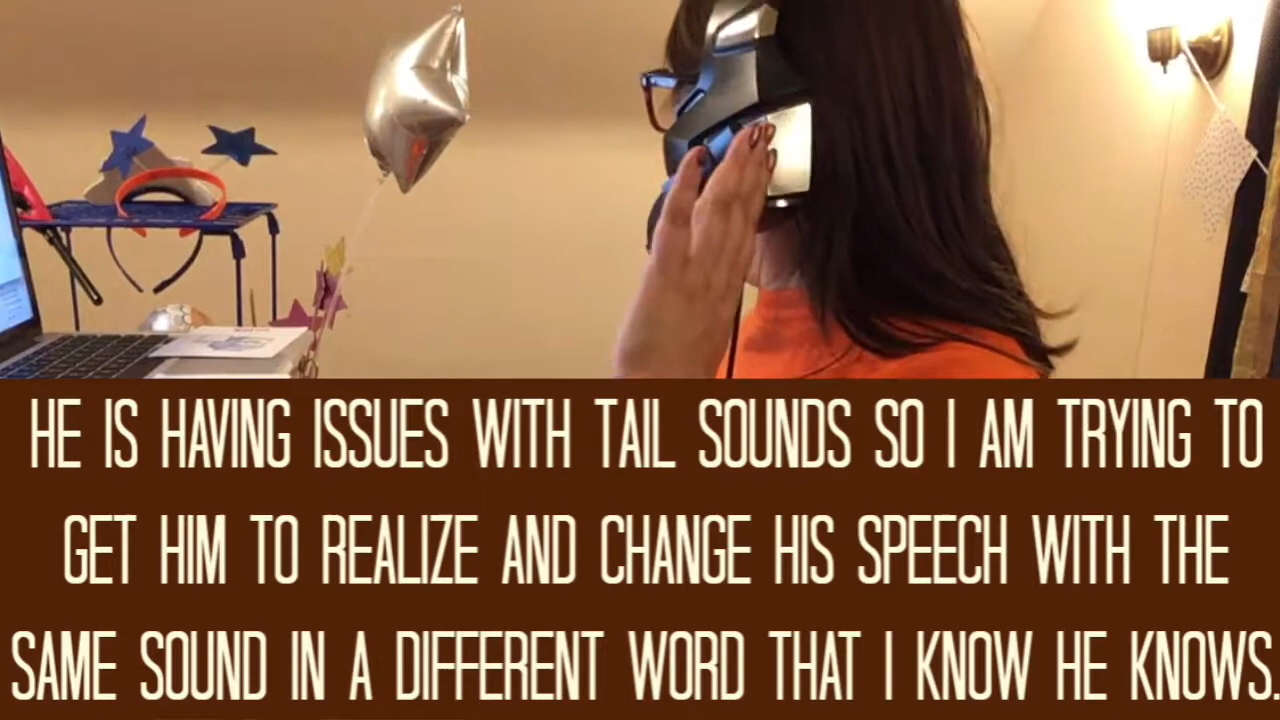 HE IS HAVING ISSUES WITH TAIL SOUNDS SO I AM TRYING TO
GET HIM TO REALIZE AND CHANGE HIS SPEECH WITH THE
SAME SOUND IN A DIFFERENT WORD THAT I KNOW HE KNOWS.